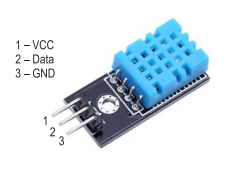 1 – VCC
2 – Data
3 – GND
1
2
3